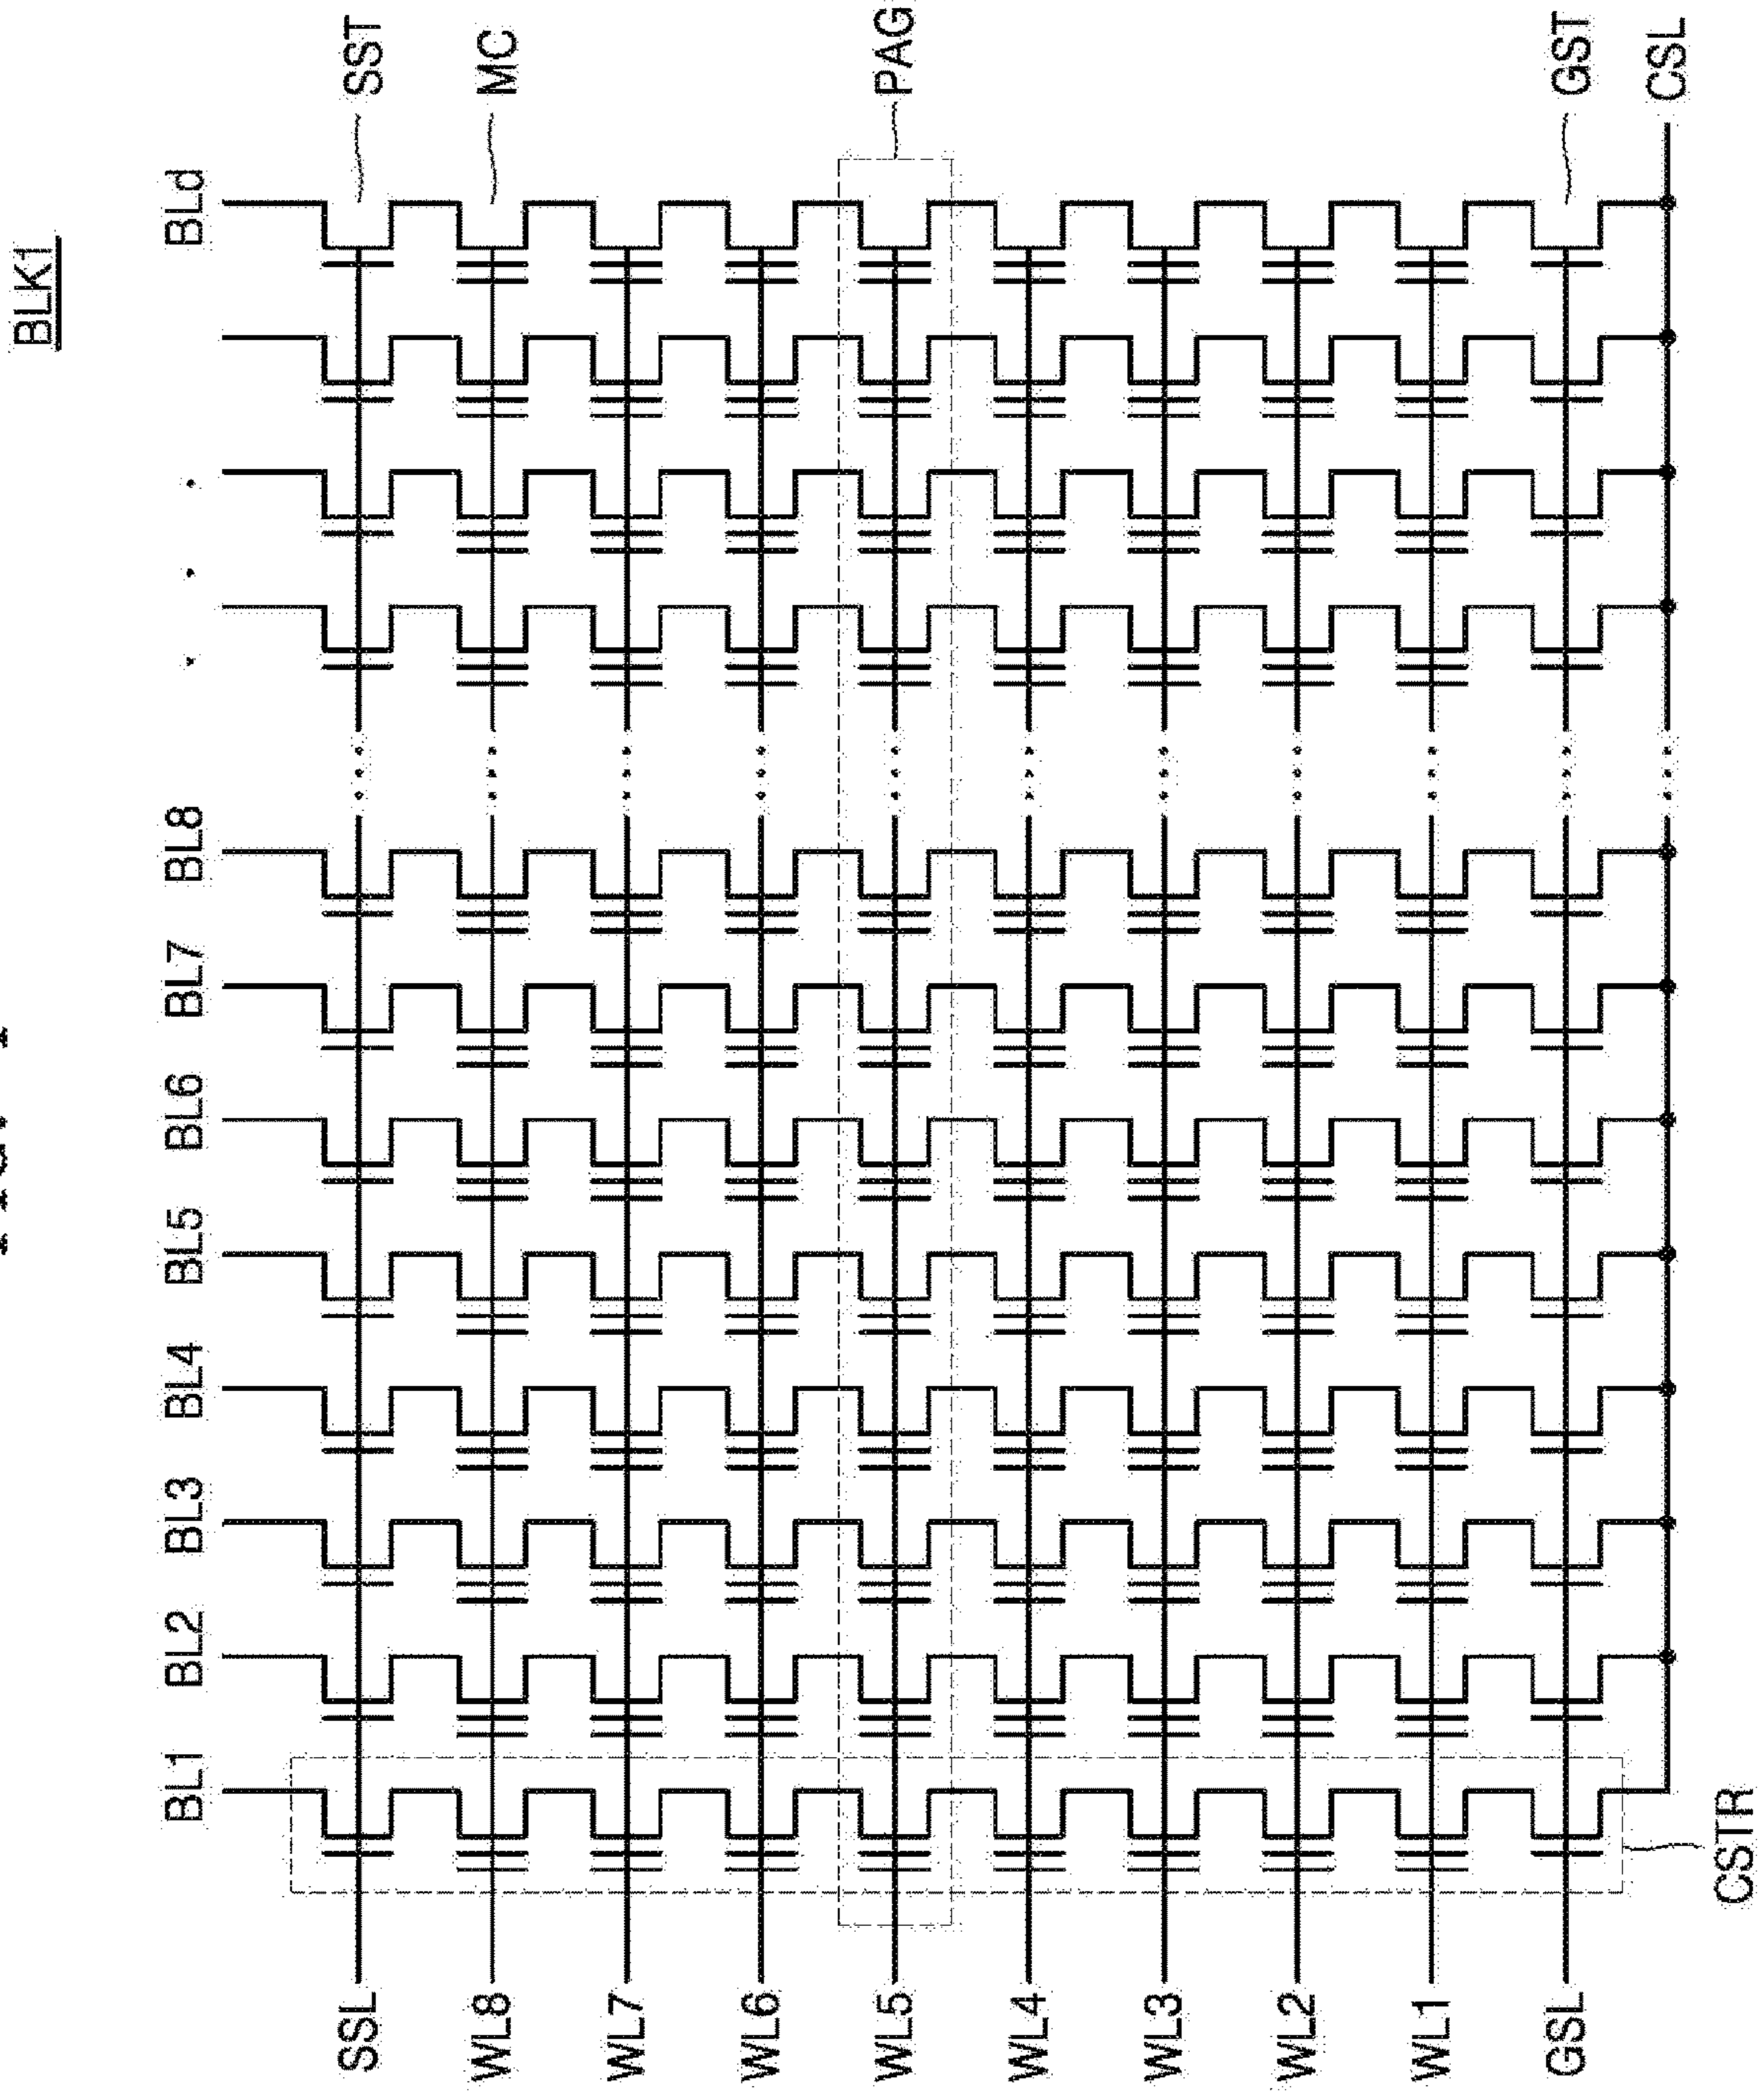 BLK1
BL1 BL2 BL3 BL4 BL5 BL6 BL7 BL8 . . . BLd
SSL SST
WL8 MC
WL7
WL6
WL5 PAG
WL4
WL3
WL2
WL1
GSL GST
CSL
CSTR